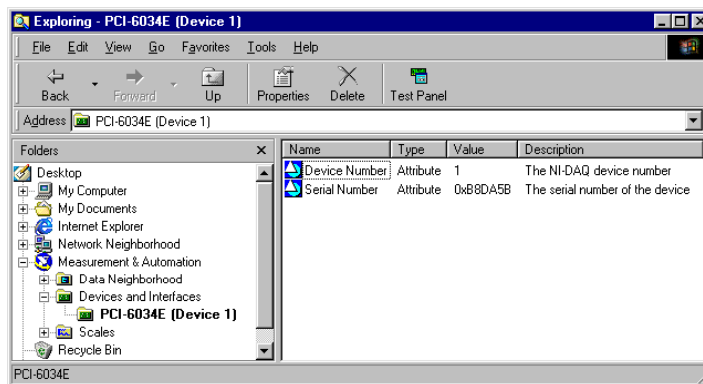 Exploring - PCI-6034E (Device 1)
File Edit View Go Favorites Tools Help
Back Forward Up Properties Delete Test Panel
Address PCI-6034E (Device 1)
Folders
Desktop
My Computer
My Documents
Internet Explorer
Network Neighborhood
Measurement & Automation
Data Neighborhood
Devices and Interfaces
PCI-6034E (Device 1)
Scales
Recycle Bin
Name Type Value Description
Device Number Attribute 1 The NI-DAQ device number
Serial Number Attribute 0xB8DA5B The serial number of the device
PCI-6034E